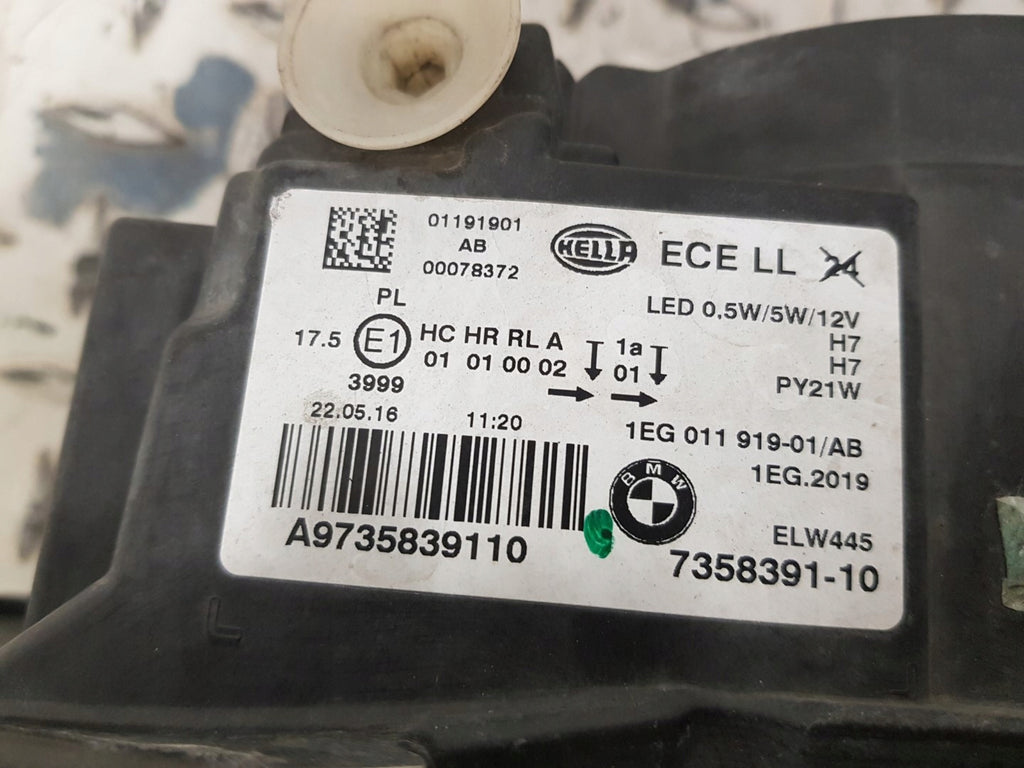 01191901
AB
00078372
HELLA
ECE LL 24
PL
17.5 E1 HC HR RL A 1a
01 01 0 00 02 01
3999
LED 0,5W/5W/12V
H7
H7
PY21W
22.05.16 11:20
1EG 011 919-01/AB
1EG.2019
BMW
A9735839110
ELW445
7358391-10
L